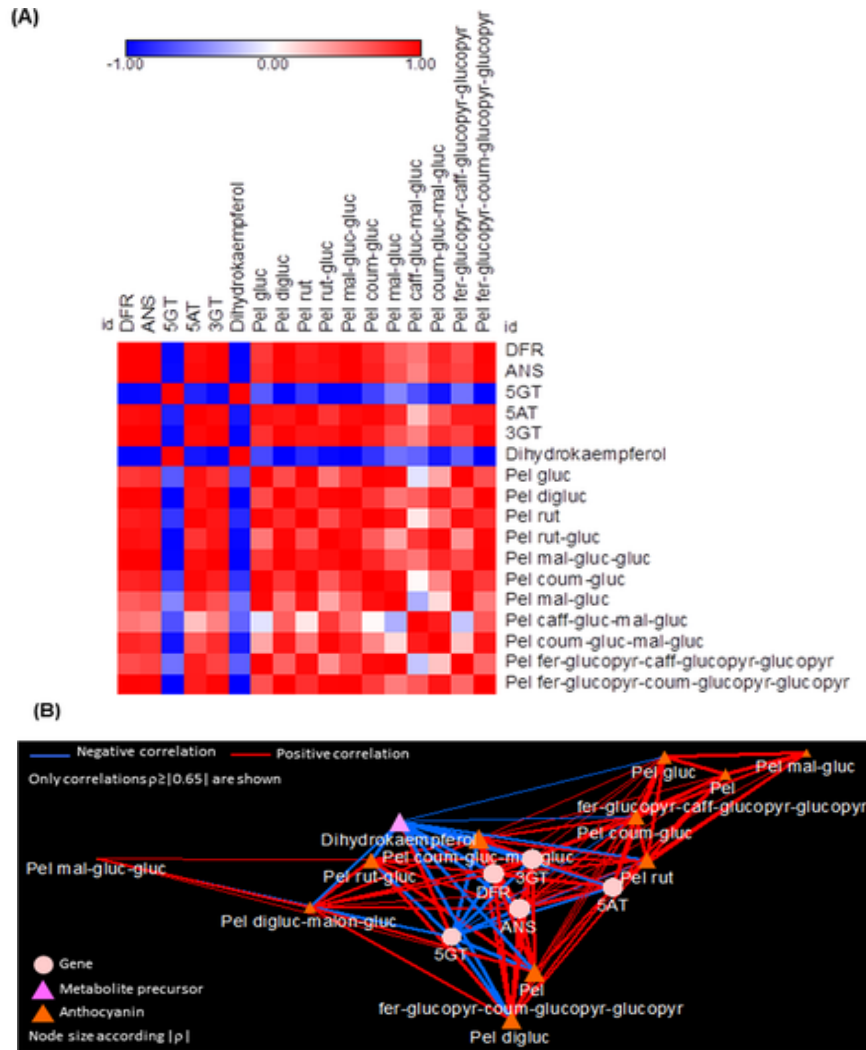 (A)
-1.00 0.00 1.00
id DFR ANS 5GT 5AT 3GT Dihydrokaempferol Pel gluc Pel digluc Pel rut Pel rut-gluc Pel mal-gluc-gluc Pel coum-gluc Pel mal-gluc Pel caff-gluc-mal-gluc Pel coum-gluc-mal-gluc Pel fer-glucopyr-caff-glucopyr-glucopyr Pel fer-glucopyr-coum-glucopyr-glucopyr
id
DFR
ANS
5GT
5AT
3GT
Dihydrokaempferol
Pel gluc
Pel digluc
Pel rut
Pel rut-gluc
Pel mal-gluc-gluc
Pel coum-gluc
Pel mal-gluc
Pel caff-gluc-mal-gluc
Pel coum-gluc-mal-gluc
Pel fer-glucopyr-caff-glucopyr-glucopyr
Pel fer-glucopyr-coum-glucopyr-glucopyr
(B)
Negative correlation Positive correlation
Only correlations ρ≥|0.65| are shown
Pel gluc
Pel mal-gluc
Pel
fer-glucopyr-caff-glucopyr-glucopyr
Pel coum-gluc
Dihydrokaempferol
Pel coum-gluc-mal-gluc
3GT
Pel mal-gluc-gluc
Pel rut-gluc
DFR
Pel rut
5AT
Pel digluc-malon-gluc
ANS
5GT
Gene
Pel
Metabolite precursor
fer-glucopyr-coum-glucopyr-glucopyr
Anthocyanin
Pel digluc
Node size according |ρ|